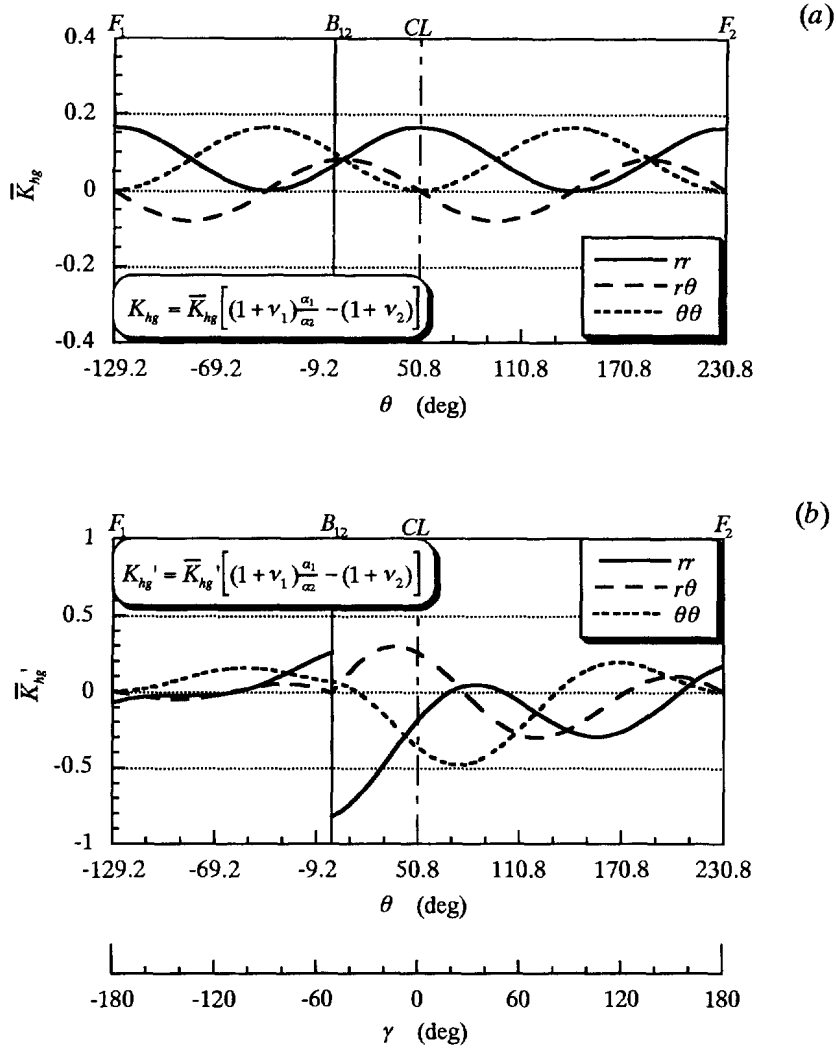 (a)
F₁ B₁₂ CL F₂
0.4
0.2
0
-0.2
-0.4
K̅hg
rr
rθ
θθ
Khg = K̅hg[(1+ν₁)α₁/α₂ −(1+ν₂)]
-129.2 -69.2 -9.2 50.8 110.8 170.8 230.8
θ (deg)
(b)
F₁ B₁₂ CL F₂
1
0.5
0
-0.5
-1
K̅hg'
Khg' = K̅hg'[(1+ν₁)α₁/α₂ −(1+ν₂)]
rr
rθ
θθ
-129.2 -69.2 -9.2 50.8 110.8 170.8 230.8
θ (deg)
-180 -120 -60 0 60 120 180
γ (deg)